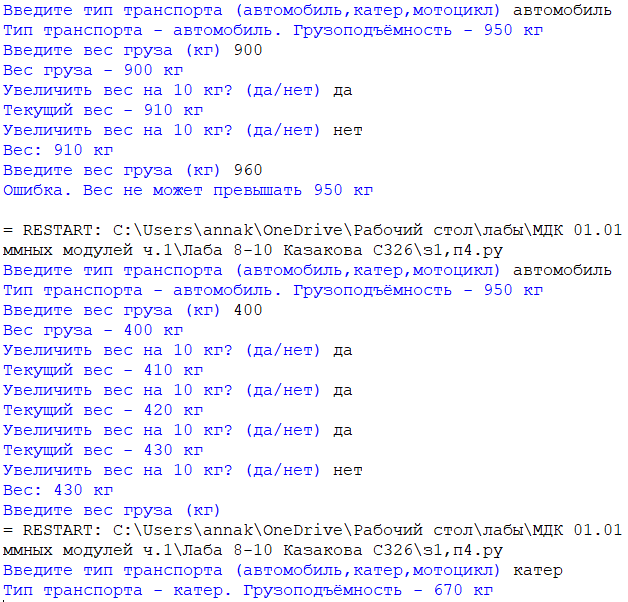 Введите тип транспорта (автомобиль,катер,мотоцикл) автомобиль
Тип транспорта - автомобиль. Грузоподъёмность - 950 кг
Введите вес груза (кг) 900
Вес груза - 900 кг
Увеличить вес на 10 кг? (да/нет) да
Текущий вес - 910 кг
Увеличить вес на 10 кг? (да/нет) нет
Вес: 910 кг
Введите вес груза (кг) 960
Ошибка. Вес не может превышать 950 кг
= RESTART: C:\Users\annak\OneDrive\Рабочий стол\лабы\МДК 01.01
ммных модулей ч.1\Лаба 8-10 Казакова С326\з1,п4.py
Введите тип транспорта (автомобиль,катер,мотоцикл) автомобиль
Тип транспорта - автомобиль. Грузоподъёмность - 950 кг
Введите вес груза (кг) 400
Вес груза - 400 кг
Увеличить вес на 10 кг? (да/нет) да
Текущий вес - 410 кг
Увеличить вес на 10 кг? (да/нет) да
Текущий вес - 420 кг
Увеличить вес на 10 кг? (да/нет) да
Текущий вес - 430 кг
Увеличить вес на 10 кг? (да/нет) нет
Вес: 430 кг
Введите вес груза (кг)
= RESTART: C:\Users\annak\OneDrive\Рабочий стол\лабы\МДК 01.01
ммных модулей ч.1\Лаба 8-10 Казакова С326\з1,п4.py
Введите тип транспорта (автомобиль,катер,мотоцикл) катер
Тип транспорта - катер. Грузоподъёмность - 670 кг